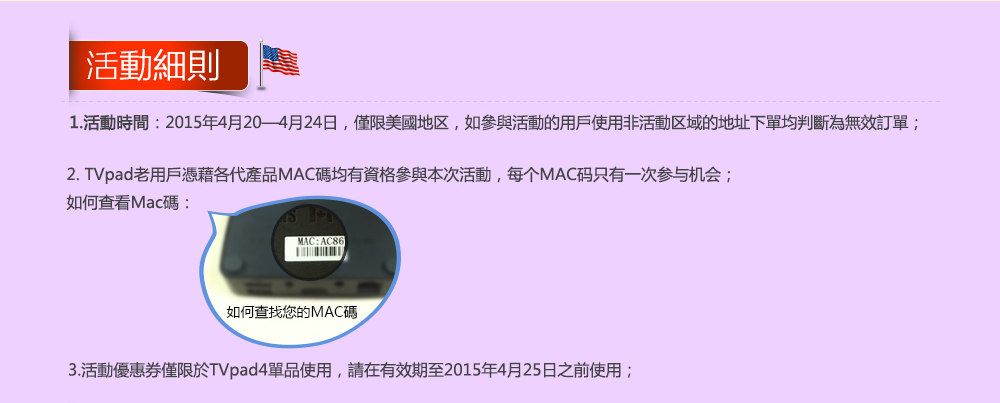 活動細則
1.活動時間：2015年4月20—4月24日，僅限美國地区，如參與活動的用戶使用非活動区域的地址下單均判斷為無效訂單；
2. TVpad老用戶憑藉各代產品MAC碼均有資格參與本次活動，每个MAC码只有一次参与机会；
如何查看Mac碼：
MAC:AC86
如何查找您的MAC碼
3.活動優惠券僅限於TVpad4單品使用，請在有效期至2015年4月25日之前使用；